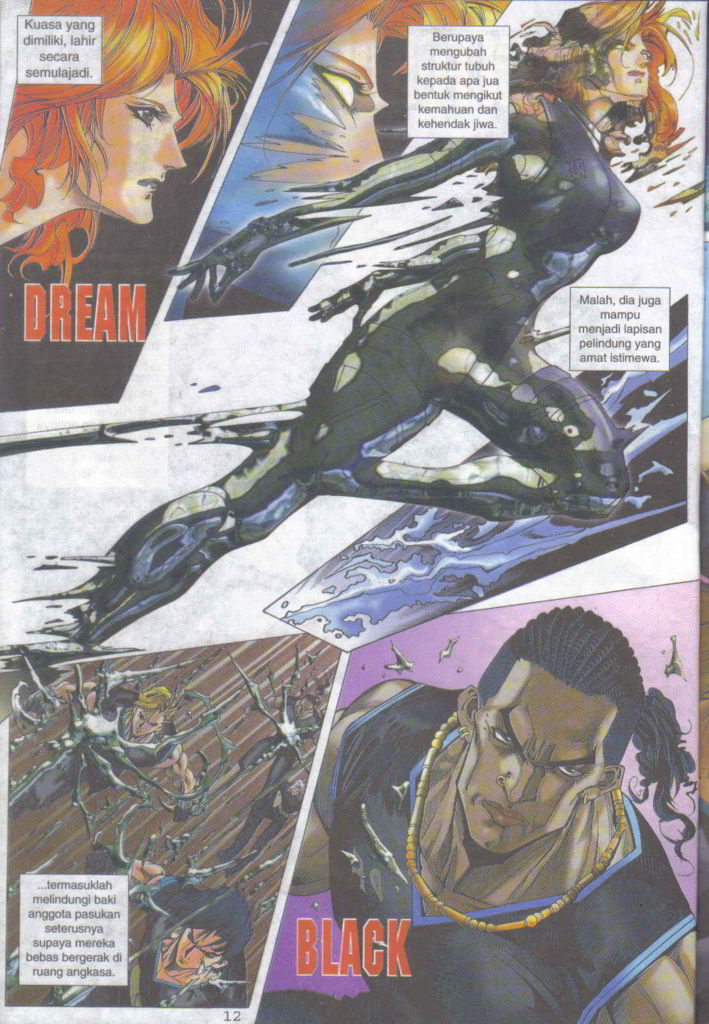 Kuasa yang
dimiliki, lahir
secara
semulajadi.
Berupaya
mengubah
struktur tubuh
kepada apa jua
bentuk mengikut
kemahuan dan
kehendak jiwa.
DREAM
Malah, dia juga
mampu
menjadi lapisan
pelindung yang
amat istimewa.
...termasuklah
melindungi baki
anggota pasukan
seterusnya
supaya mereka
bebas bergerak di
ruang angkasa.
BLACK
12